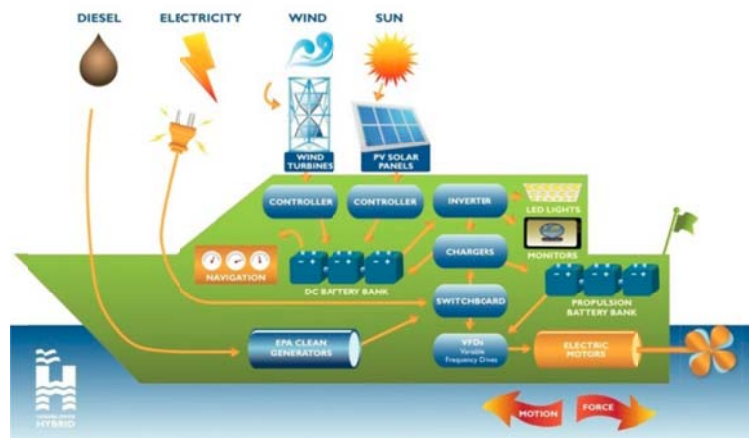 DIESEL
ELECTRICITY
WIND
SUN
WIND
TURBINES
PV SOLAR
PANELS
CONTROLLER
CONTROLLER
INVERTER
LED LIGHTS
MONITORS
NAVIGATION
DC BATTERY BANK
CHARGERS
SWITCHBOARD
PROPULSION
BATTERY BANK
EPA CLEAN
GENERATORS
VFDs
Variable
Frequency Drives
ELECTRIC
MOTORS
HYBRID
MOTION
FORCE